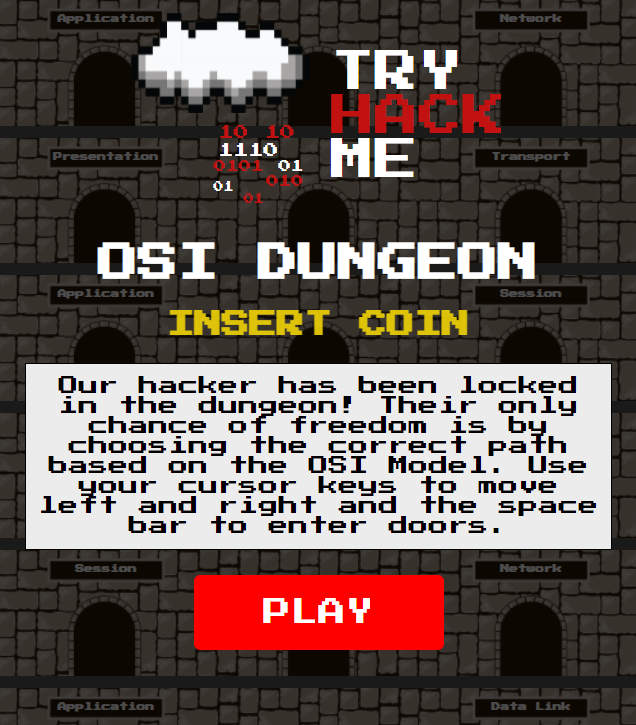 Application
Network
TRY
HACK
ME
10 10
1110
0101 01
010
01
01
Presentation
Transport
OSI DUNGEON
Application
Session
INSERT COIN
Our hacker has been locked
in the dungeon! Their only
chance of freedom is by
choosing the correct path
based on the OSI Model. Use
your cursor keys to move
left and right and the space
bar to enter doors.
Session
Network
PLAY
Application
Data Link